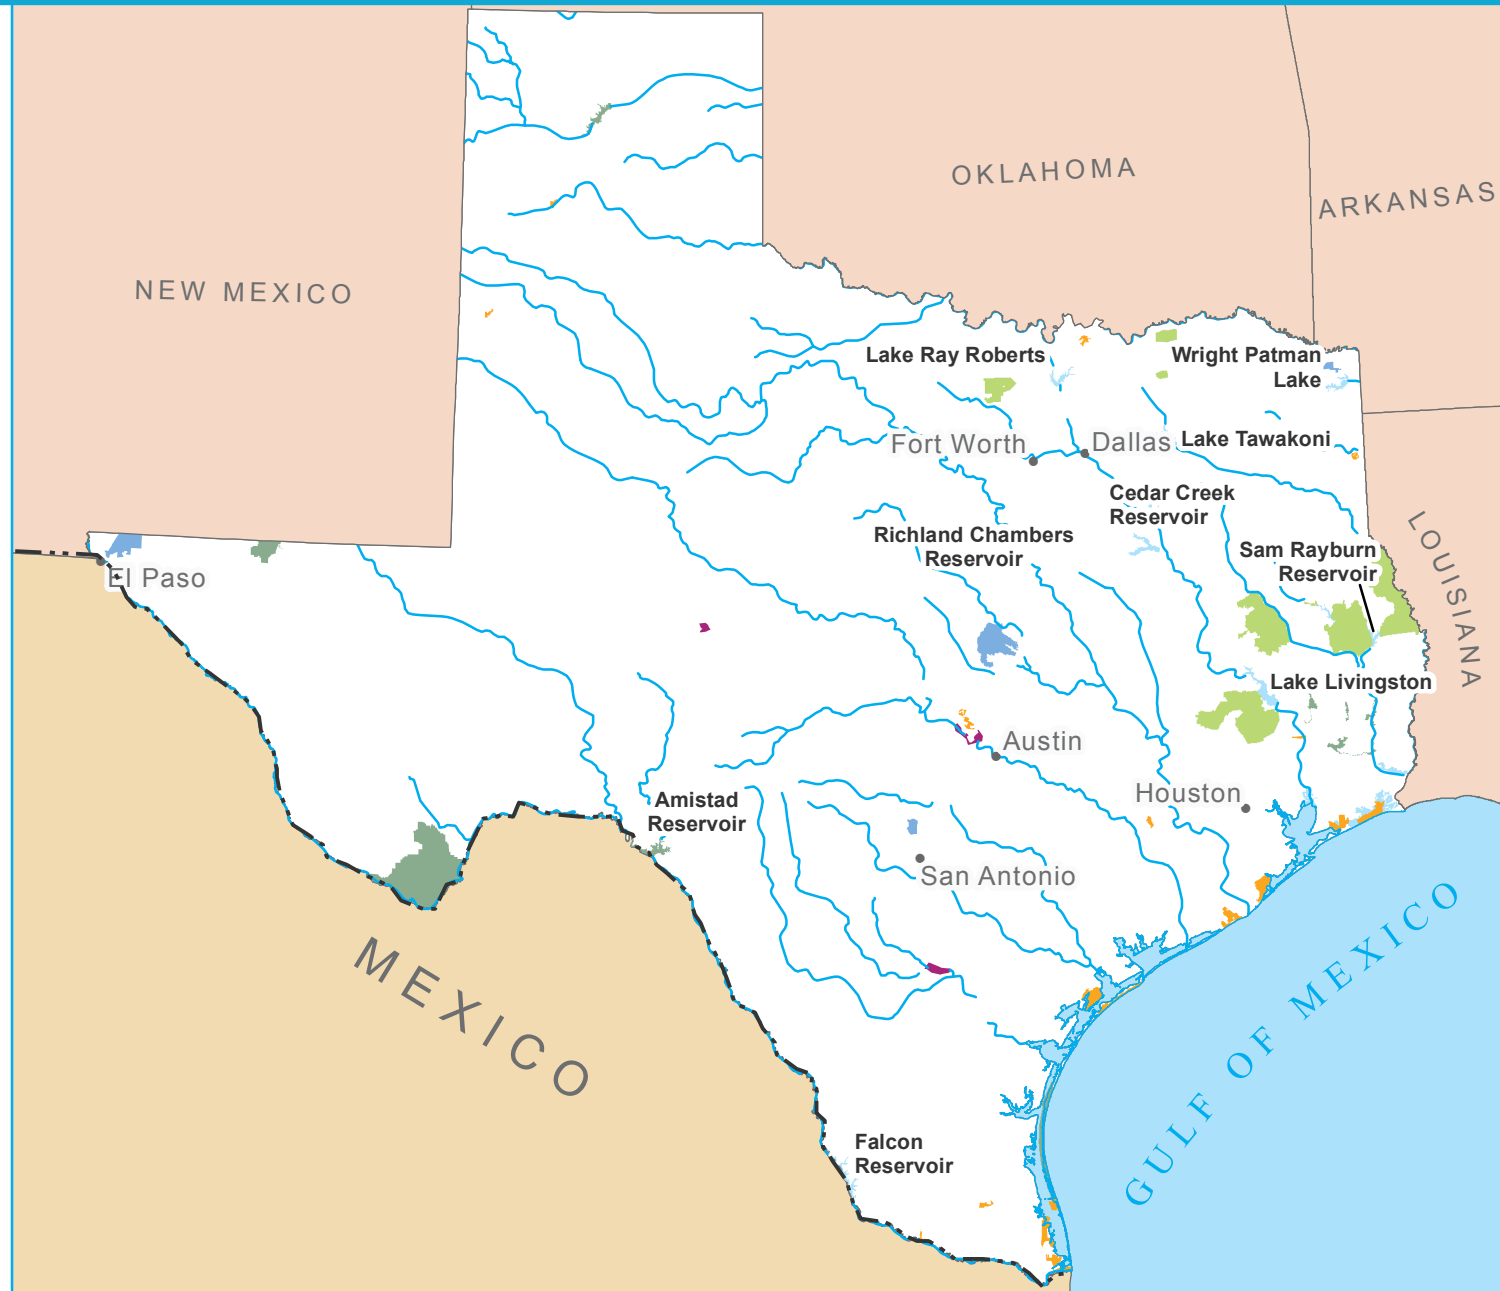 OKLAHOMA
ARKANSAS
NEW MEXICO
Lake Ray Roberts
Wright Patman
Lake
Fort Worth
Dallas
Lake Tawakoni
Cedar Creek
Reservoir
Richland Chambers
Reservoir
Sam Rayburn
Reservoir
LOUISIANA
El Paso
Lake Livingston
Austin
Houston
Amistad
Reservoir
San Antonio
MEXICO
GULF OF MEXICO
Falcon
Reservoir